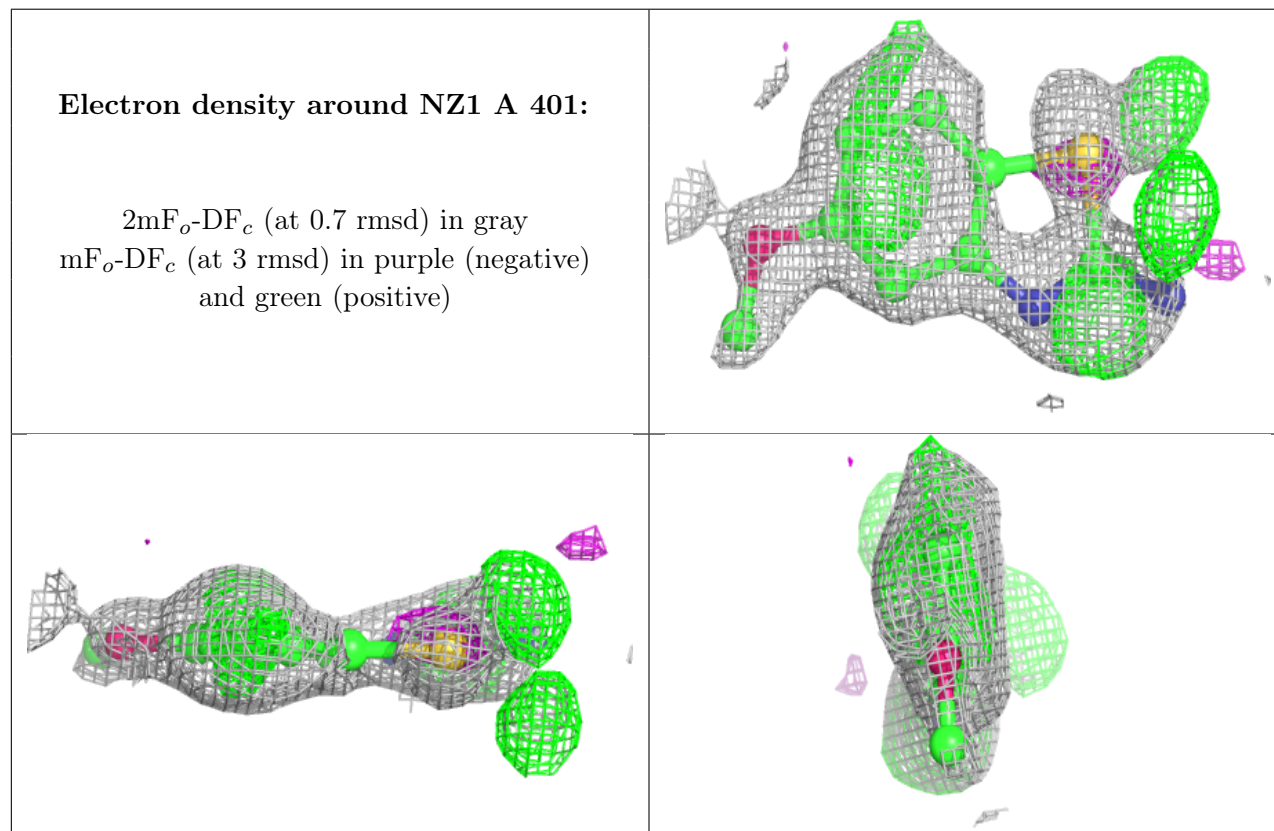 Electron density around NZ1 A 401:
2mFo-DFc (at 0.7 rmsd) in gray
mFo-DFc (at 3 rmsd) in purple (negative)
and green (positive)